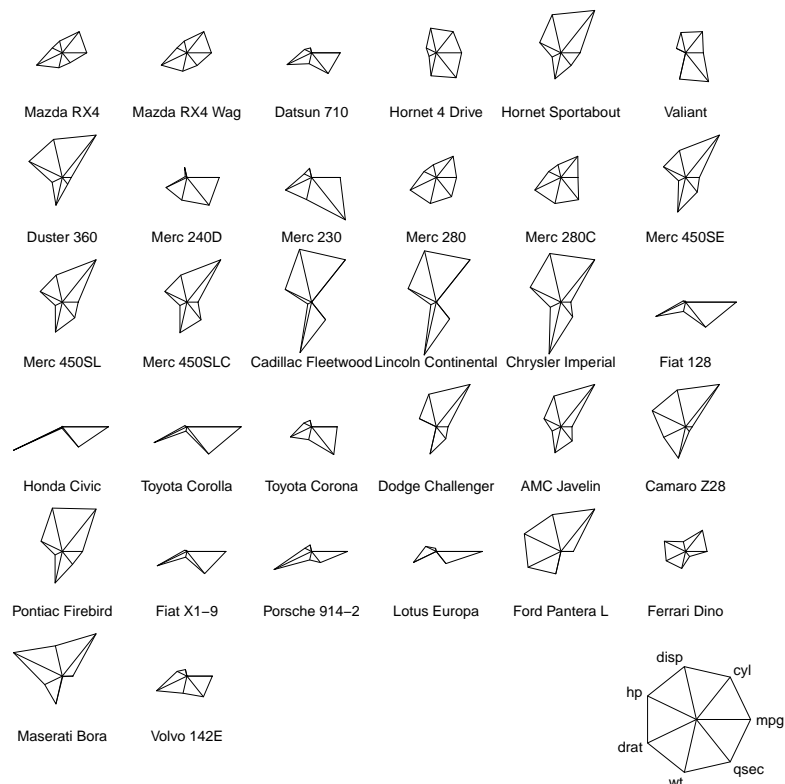 Mazda RX4 Mazda RX4 Wag Datsun 710 Hornet 4 Drive Hornet Sportabout Valiant
Duster 360 Merc 240D Merc 230 Merc 280 Merc 280C Merc 450SE
Merc 450SL Merc 450SLC Cadillac Fleetwood Lincoln Continental Chrysler Imperial Fiat 128
Honda Civic Toyota Corolla Toyota Corona Dodge Challenger AMC Javelin Camaro Z28
Pontiac Firebird Fiat X1−9 Porsche 914−2 Lotus Europa Ford Pantera L Ferrari Dino
Maserati Bora Volvo 142E
disp
cyl
hp
mpg
drat
qsec
wt